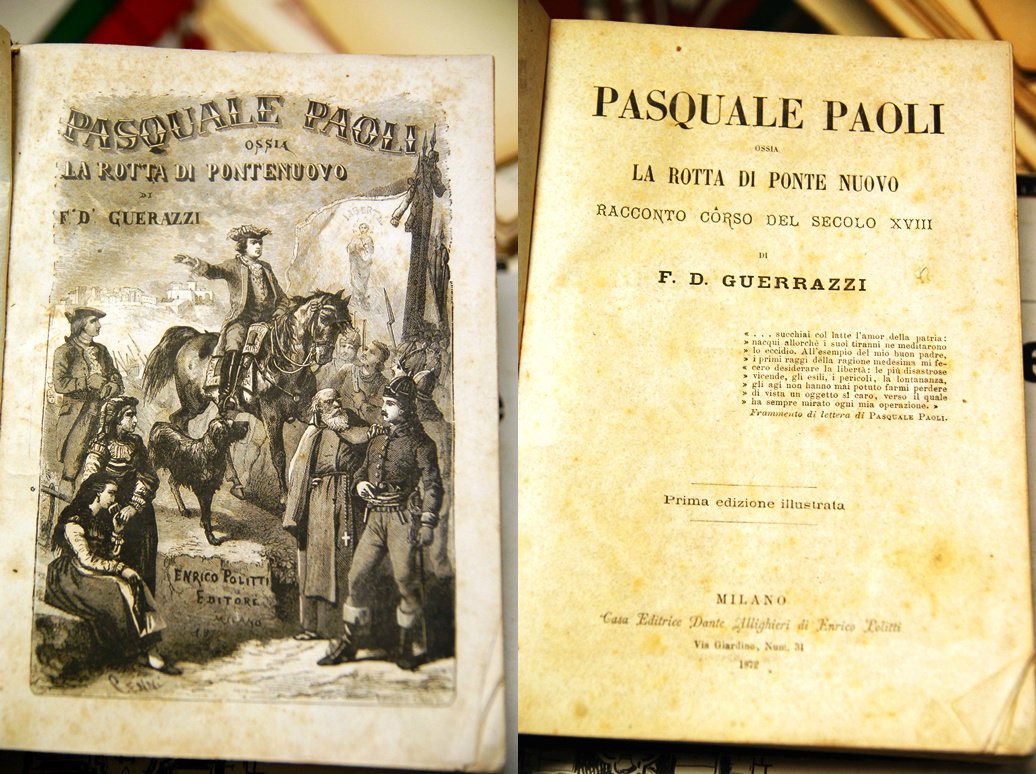 PASQUALE PAOLI
OSSIA
LA ROTTA DI PONTENUOVO
DI
F. D. GUERAZZI
LIBERTÀ
ENRICO POLITTI
EDITORE
MILANO
PASQUALE PAOLI
OSSIA
LA ROTTA DI PONTE NUOVO
RACCONTO CÔRSO DEL SECOLO XVIII
DI
F. D. GUERRAZZI
« . . . succhiai col latte l'amor della patria:
» nacqui allorchè i suoi tiranni ne meditarono
» lo eccidio. All'esempio del mio buon padre,
» i primi raggi della ragione medesima mi fe-
« cero desiderare la libertà: le più disastrose
» vicende, gli esilii, i pericoli, la lontananza,
» gli agi non hanno mai potuto farmi perdere
» di vista un oggetto sì caro, verso il quale
» ha sempre mirato ogni mia operazione. »
Frammento di lettera di PASQUALE PAOLI.
Prima edizione illustrata
MILANO
Casa Editrice Dante Allighieri di Enrico Politti
Via Giardino, Num. 31
1872